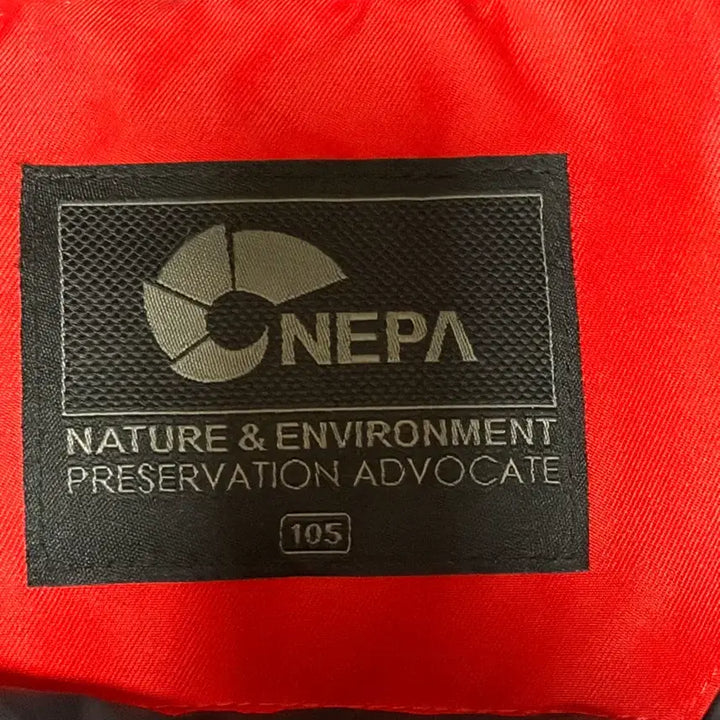 NEPA
NATURE & ENVIRONMENT
PRESERVATION ADVOCATE
105